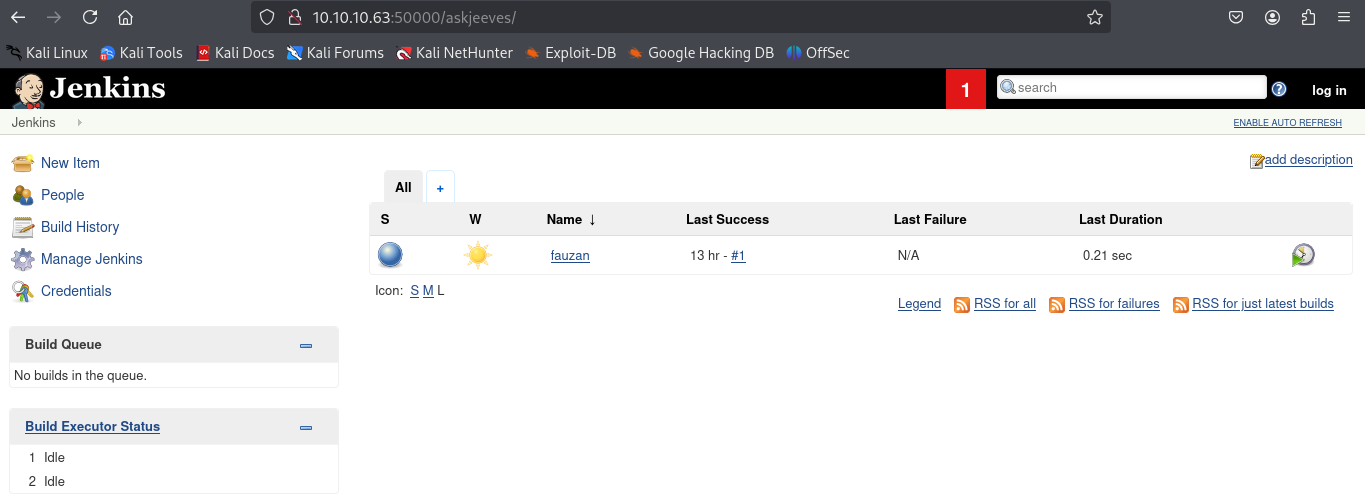 10.10.10.63:50000/askjeeves/
Kali Linux Kali Tools Kali Docs Kali Forums Kali NetHunter Exploit-DB Google Hacking DB OffSec
Jenkins 1 search log in
Jenkins ENABLE AUTO REFRESH
New Item
People
Build History
Manage Jenkins
Credentials
Build Queue
No builds in the queue.
Build Executor Status
1 Idle
2 Idle
add description
All +
S W Name ↓ Last Success Last Failure Last Duration
fauzan 13 hr - #1 N/A 0.21 sec
Icon: S M L
Legend RSS for all RSS for failures RSS for just latest builds